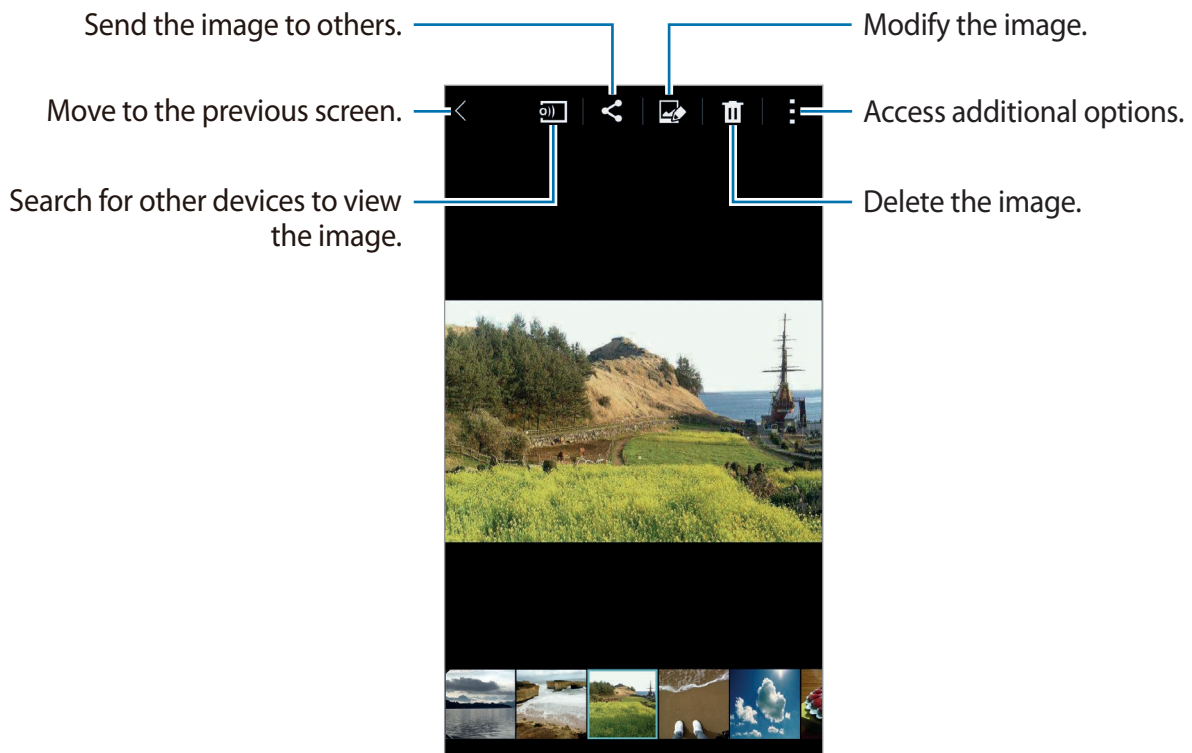 Send the image to others.
Modify the image.
Move to the previous screen.
Access additional options.
Search for other devices to view
the image.
Delete the image.